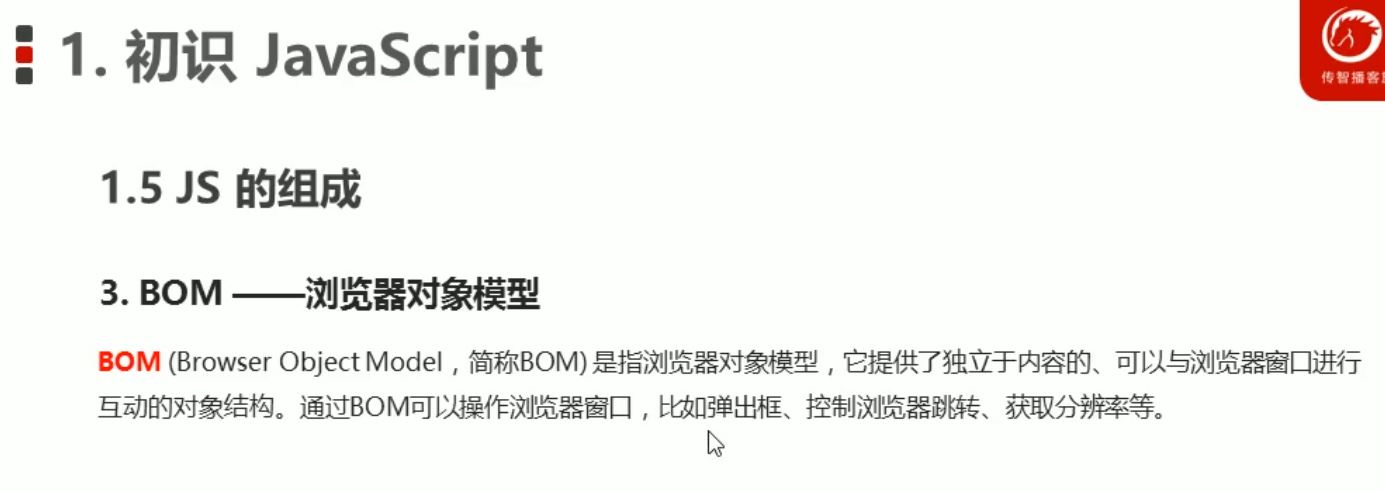 1. 初识 JavaScript
传智播客
1.5 JS 的组成
3. BOM ——浏览器对象模型
BOM (Browser Object Model，简称BOM) 是指浏览器对象模型，它提供了独立于内容的、可以与浏览器窗口进行
互动的对象结构。通过BOM可以操作浏览器窗口，比如弹出框、控制浏览器跳转、获取分辨率等。